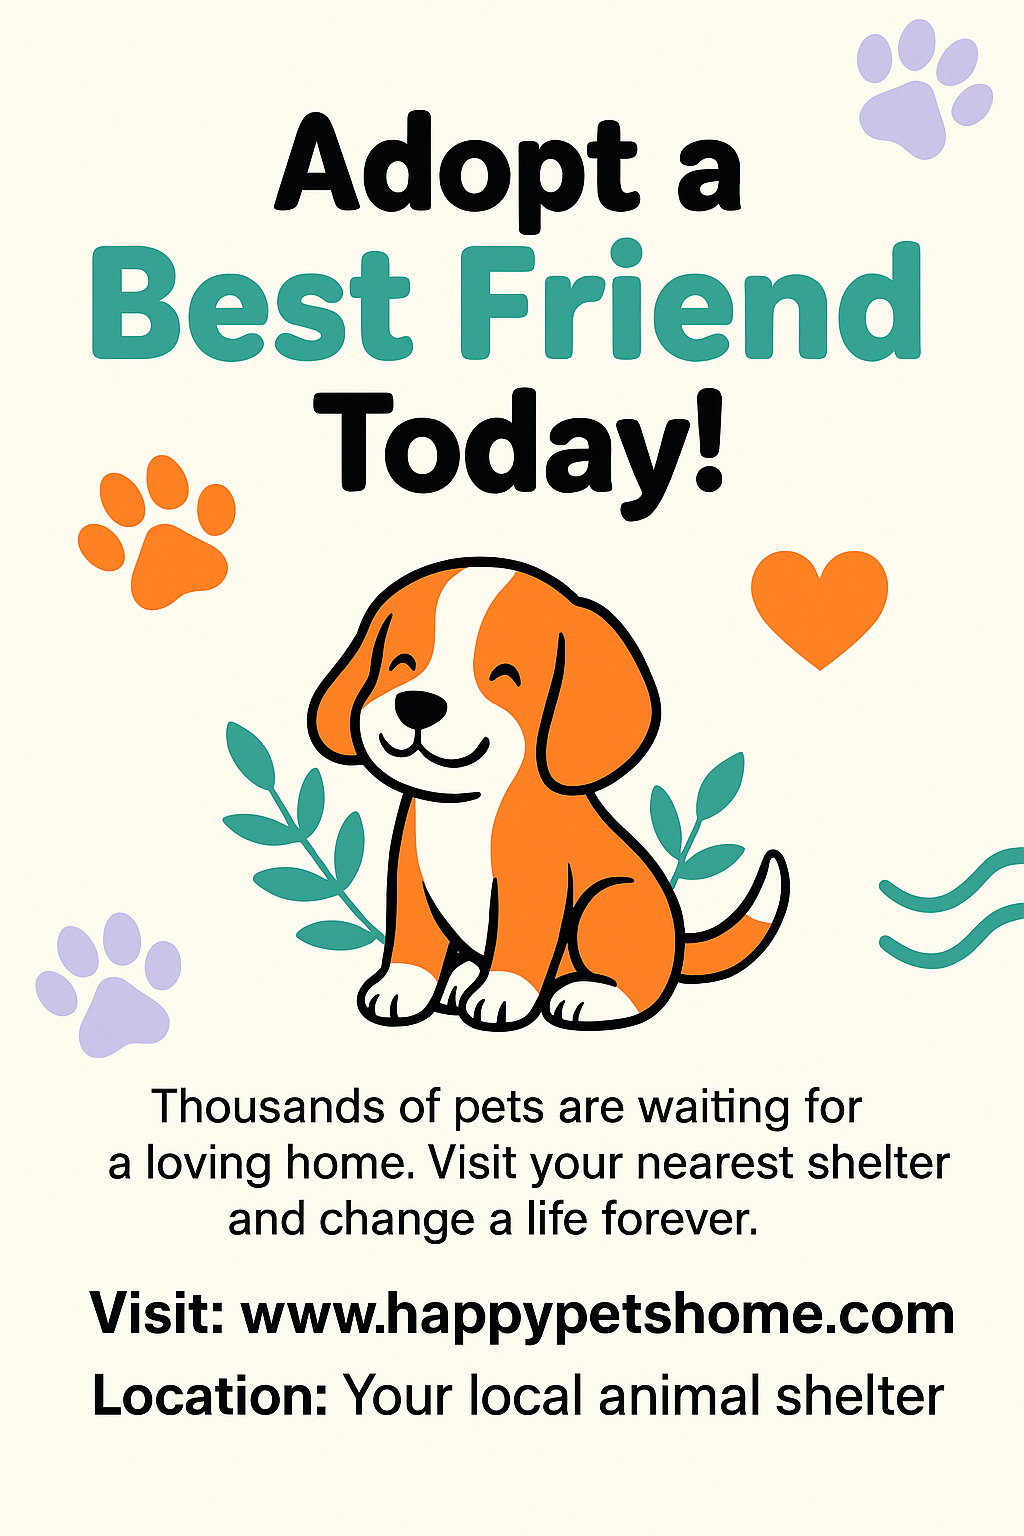 Adopt a
Best Friend
Today!
Thousands of pets are waiting for
a loving home. Visit your nearest shelter
and change a life forever.
Visit: www.happypetshome.com
Location: Your local animal shelter